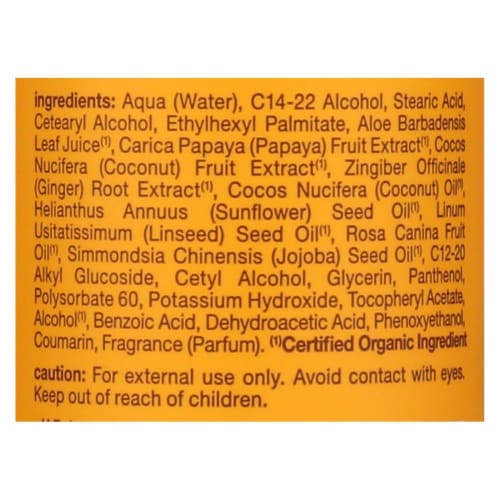 ingredients: Aqua (Water), C14-22 Alcohol, Stearic Acid,
Cetearyl Alcohol, Ethylhexyl Palmitate, Aloe Barbadensis
Leaf Juice⁽¹⁾, Carica Papaya (Papaya) Fruit Extract⁽¹⁾, Cocos
Nucifera (Coconut) Fruit Extract⁽¹⁾, Zingiber Officinale
(Ginger) Root Extract⁽¹⁾, Cocos Nucifera (Coconut) Oil⁽¹⁾,
Helianthus Annuus (Sunflower) Seed Oil⁽¹⁾, Linum
Usitatissimum (Linseed) Seed Oil⁽¹⁾, Rosa Canina Fruit
Oil⁽¹⁾, Simmondsia Chinensis (Jojoba) Seed Oil⁽¹⁾, C12-20
Alkyl Glucoside, Cetyl Alcohol, Glycerin, Panthenol,
Polysorbate 60, Potassium Hydroxide, Tocopheryl Acetate,
Alcohol⁽¹⁾, Benzoic Acid, Dehydroacetic Acid, Phenoxyethanol,
Coumarin, Fragrance (Parfum). ⁽¹⁾Certified Organic Ingredient
caution: For external use only. Avoid contact with eyes.
Keep out of reach of children.